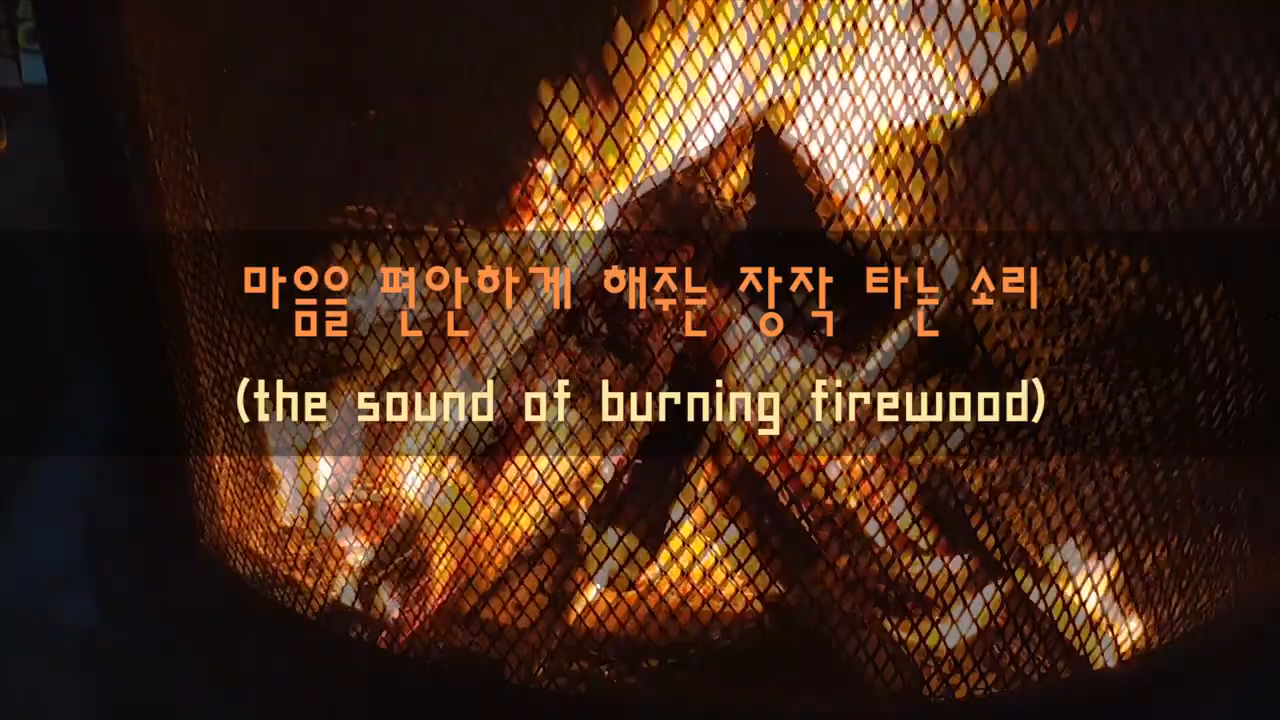 마음을 편안하게 해주는 장작 타는 소리
(the sound of burning firewood)